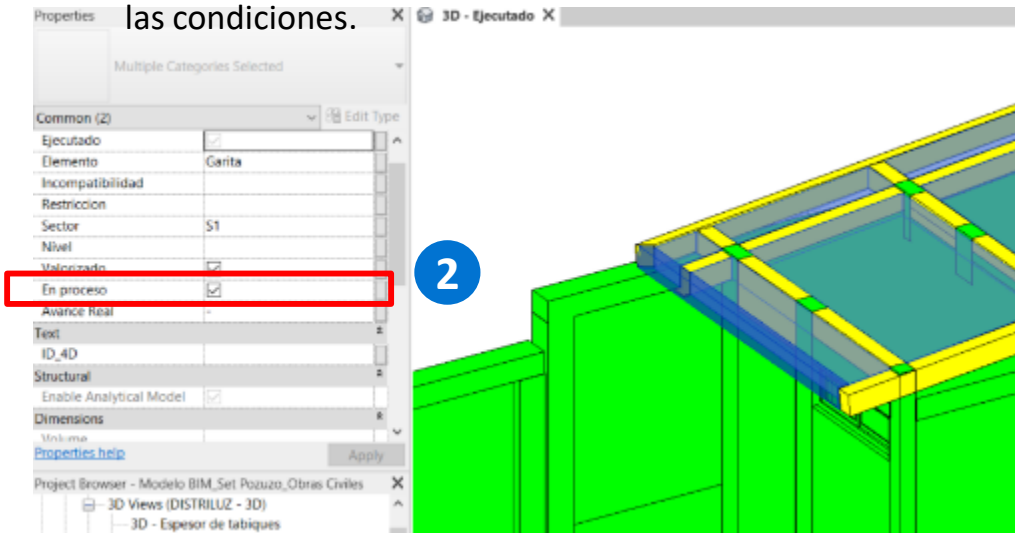 las condiciones.
Properties
3D - Ejecutado
Multiple Categories Selected
Common (2)
Edit Type
Ejecutado
Elemento Garita
Incompatibilidad
Restriccion
Sector S1
Nivel
Valorizado
En proceso
2
Avance Real -
Text
ID_4D
Structural
Enable Analytical Model
Dimensions
Volume
Properties help
Apply
Project Browser - Modelo BIM_Set Pozuzo_Obras Civiles
3D Views (DISTRILUZ - 3D)
3D - Espesor de tabiques